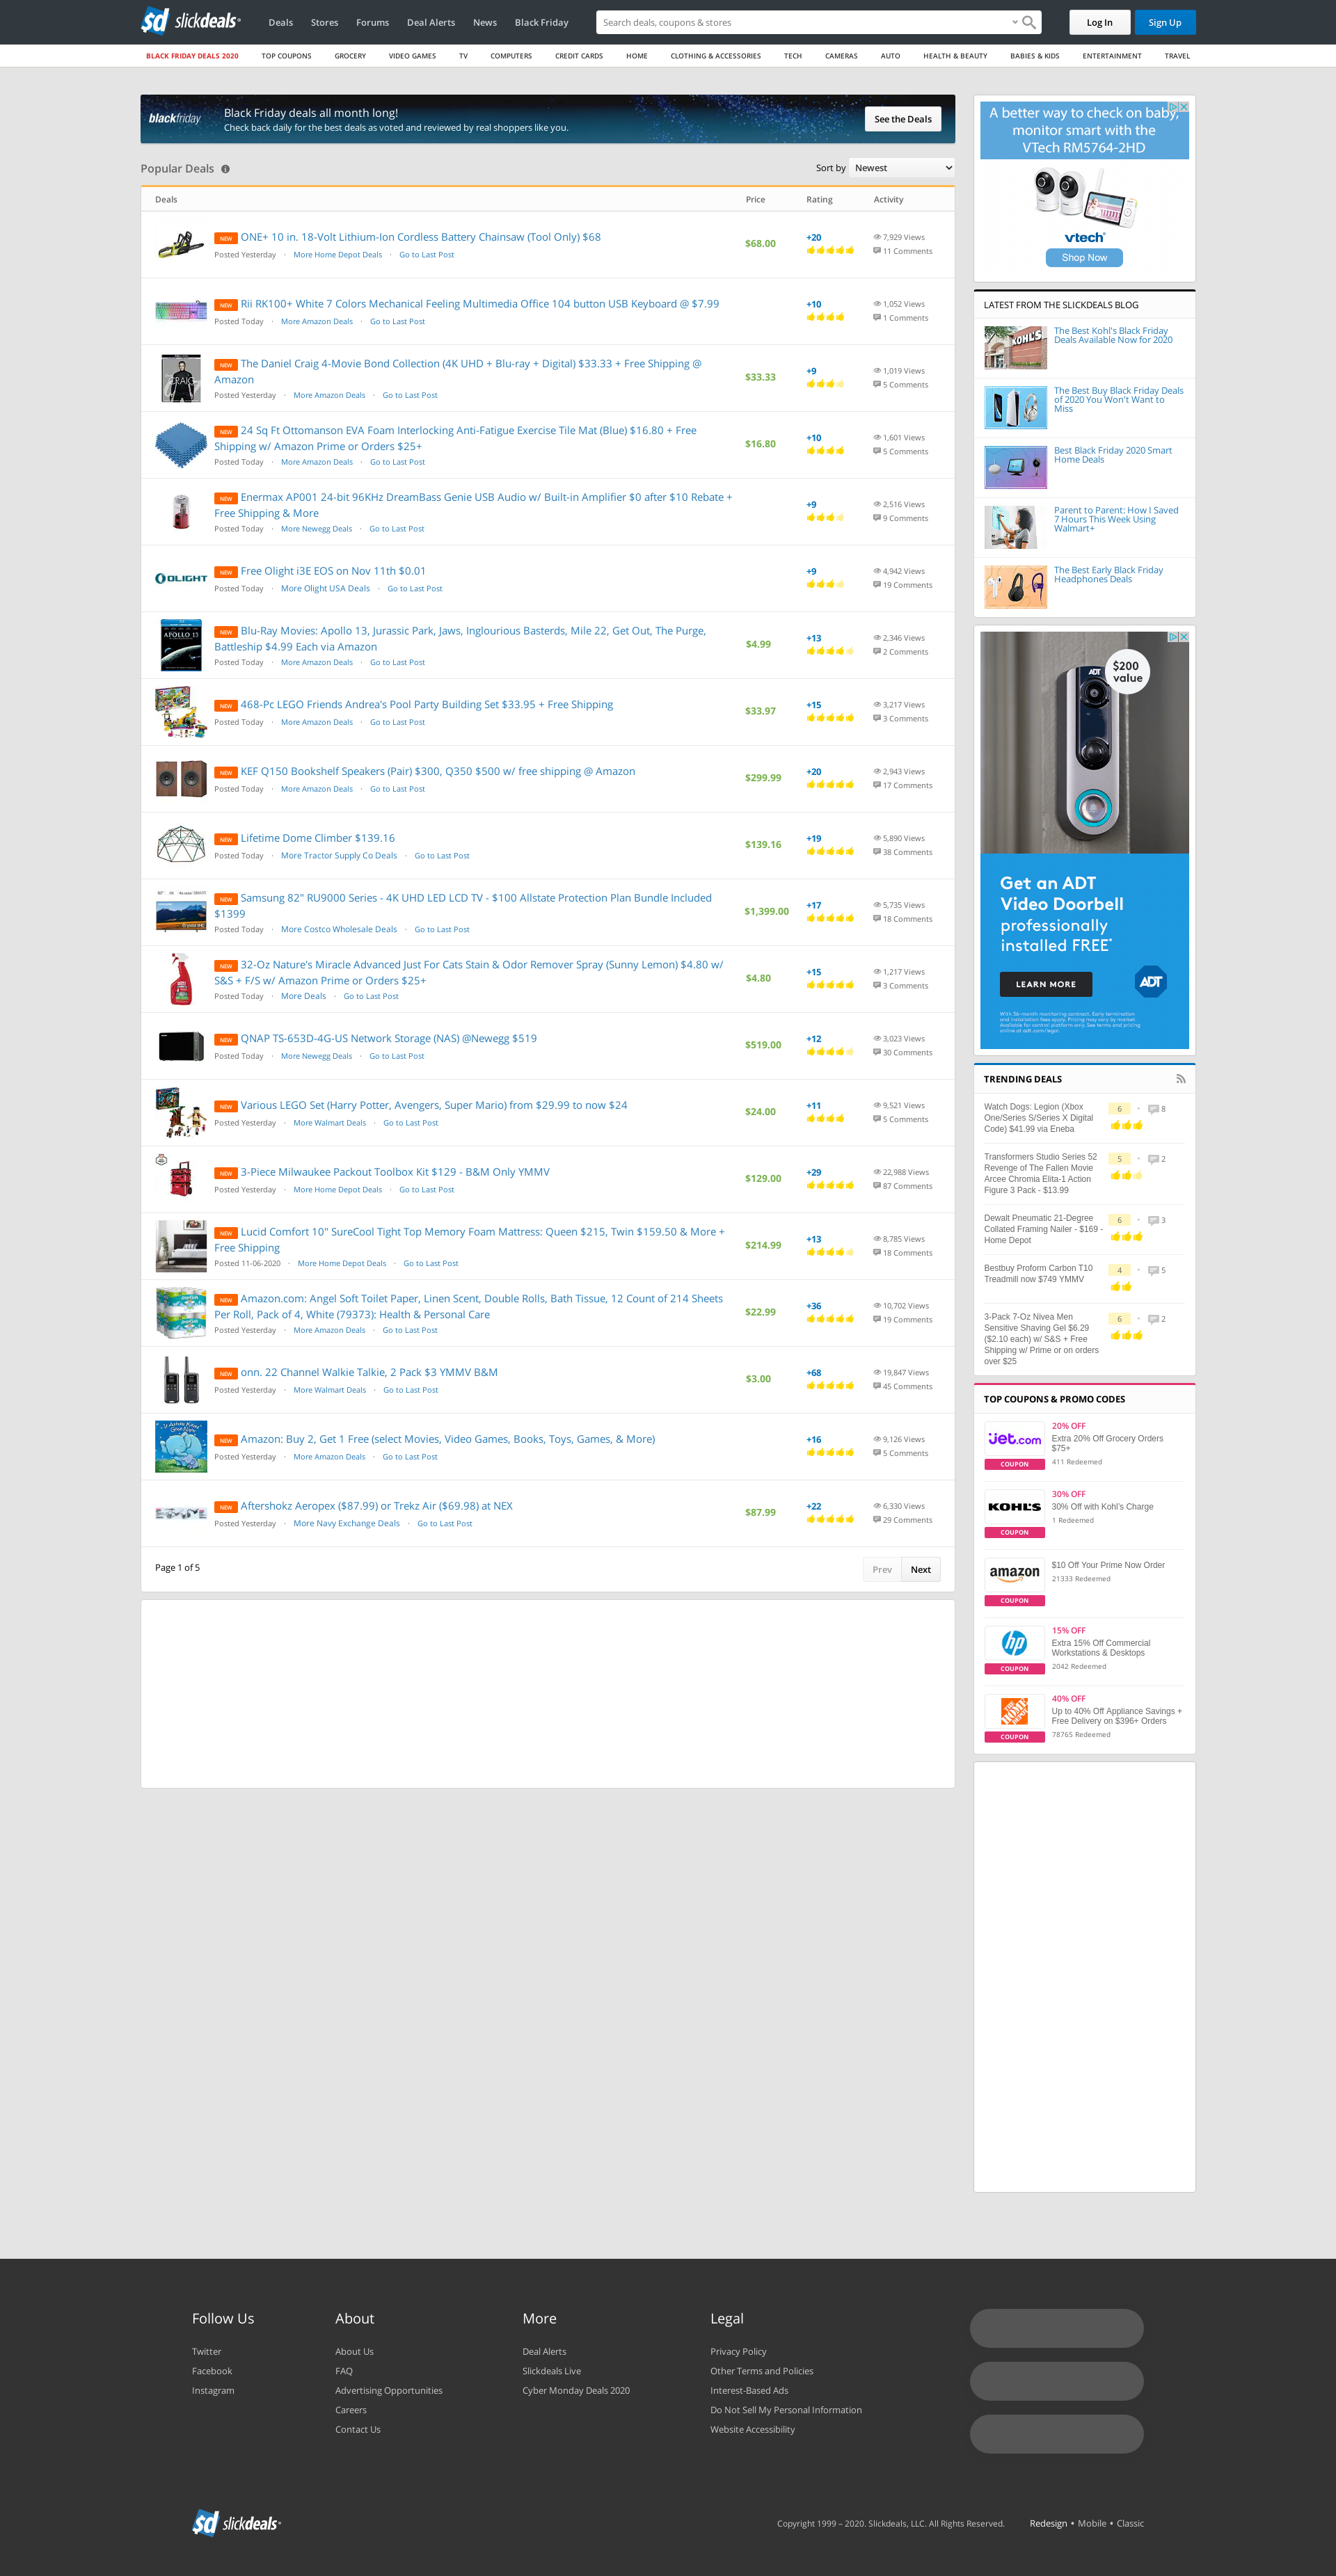 slickdeals
Deals
Stores
Forums
Deal Alerts
News
Black Friday
Search deals, coupons & stores
Log In
Sign Up
BLACK FRIDAY DEALS 2020
TOP COUPONS
GROCERY
VIDEO GAMES
TV
COMPUTERS
CREDIT CARDS
HOME
CLOTHING & ACCESSORIES
TECH
CAMERAS
AUTO
HEALTH & BEAUTY
BABIES & KIDS
ENTERTAINMENT
TRAVEL
blackfriday
Black Friday deals all month long!
Check back daily for the best deals as voted and reviewed by real shoppers like you.
See the Deals
Popular Deals
Sort by Newest
Deals Price Rating Activity
NEW ONE+ 10 in. 18-Volt Lithium-Ion Cordless Battery Chainsaw (Tool Only) $68
Posted Yesterday · More Home Depot Deals · Go to Last Post
$68.00
+20
7,929 Views
11 Comments
NEW Rii RK100+ White 7 Colors Mechanical Feeling Multimedia Office 104 button USB Keyboard @ $7.99
Posted Today · More Amazon Deals · Go to Last Post
+10
1,052 Views
1 Comments
NEW The Daniel Craig 4-Movie Bond Collection (4K UHD + Blu-ray + Digital) $33.33 + Free Shipping @
Amazon
Posted Yesterday · More Amazon Deals · Go to Last Post
$33.33
+9
1,019 Views
5 Comments
NEW 24 Sq Ft Ottomanson EVA Foam Interlocking Anti-Fatigue Exercise Tile Mat (Blue) $16.80 + Free
Shipping w/ Amazon Prime or Orders $25+
Posted Today · More Amazon Deals · Go to Last Post
$16.80
+10
1,601 Views
5 Comments
NEW Enermax AP001 24-bit 96KHz DreamBass Genie USB Audio w/ Built-in Amplifier $0 after $10 Rebate +
Free Shipping & More
Posted Today · More Newegg Deals · Go to Last Post
+9
2,516 Views
9 Comments
OLIGHT
NEW Free Olight i3E EOS on Nov 11th $0.01
Posted Today · More Olight USA Deals · Go to Last Post
+9
4,942 Views
19 Comments
APOLLO 13
NEW Blu-Ray Movies: Apollo 13, Jurassic Park, Jaws, Inglourious Basterds, Mile 22, Get Out, The Purge,
Battleship $4.99 Each via Amazon
Posted Today · More Amazon Deals · Go to Last Post
$4.99
+13
2,346 Views
2 Comments
NEW 468-Pc LEGO Friends Andrea's Pool Party Building Set $33.95 + Free Shipping
Posted Today · More Amazon Deals · Go to Last Post
$33.97
+15
3,217 Views
3 Comments
NEW KEF Q150 Bookshelf Speakers (Pair) $300, Q350 $500 w/ free shipping @ Amazon
Posted Today · More Amazon Deals · Go to Last Post
$299.99
+20
2,943 Views
17 Comments
NEW Lifetime Dome Climber $139.16
Posted Today · More Tractor Supply Co Deals · Go to Last Post
$139.16
+19
5,890 Views
38 Comments
NEW Samsung 82" RU9000 Series - 4K UHD LED LCD TV - $100 Allstate Protection Plan Bundle Included
$1399
Posted Today · More Costco Wholesale Deals · Go to Last Post
$1,399.00
+17
5,735 Views
18 Comments
NEW 32-Oz Nature's Miracle Advanced Just For Cats Stain & Odor Remover Spray (Sunny Lemon) $4.80 w/
S&S + F/S w/ Amazon Prime or Orders $25+
Posted Today · More Deals · Go to Last Post
$4.80
+15
1,217 Views
3 Comments
NEW QNAP TS-653D-4G-US Network Storage (NAS) @Newegg $519
Posted Today · More Newegg Deals · Go to Last Post
$519.00
+12
3,023 Views
30 Comments
NEW Various LEGO Set (Harry Potter, Avengers, Super Mario) from $29.99 to now $24
Posted Yesterday · More Walmart Deals · Go to Last Post
$24.00
+11
9,521 Views
5 Comments
NEW 3-Piece Milwaukee Packout Toolbox Kit $129 - B&M Only YMMV
Posted Yesterday · More Home Depot Deals · Go to Last Post
$129.00
+29
22,988 Views
87 Comments
NEW Lucid Comfort 10" SureCool Tight Top Memory Foam Mattress: Queen $215, Twin $159.50 & More +
Free Shipping
Posted 11-06-2020 · More Home Depot Deals · Go to Last Post
$214.99
+13
8,785 Views
18 Comments
NEW Amazon.com: Angel Soft Toilet Paper, Linen Scent, Double Rolls, Bath Tissue, 12 Count of 214 Sheets
Per Roll, Pack of 4, White (79373): Health & Personal Care
Posted Yesterday · More Amazon Deals · Go to Last Post
$22.99
+36
10,702 Views
19 Comments
NEW onn. 22 Channel Walkie Talkie, 2 Pack $3 YMMV B&M
Posted Yesterday · More Walmart Deals · Go to Last Post
$3.00
+68
19,847 Views
45 Comments
NEW Amazon: Buy 2, Get 1 Free (select Movies, Video Games, Books, Toys, Games, & More)
Posted Yesterday · More Amazon Deals · Go to Last Post
+16
9,126 Views
5 Comments
NEW Aftershokz Aeropex ($87.99) or Trekz Air ($69.98) at NEX
Posted Yesterday · More Navy Exchange Deals · Go to Last Post
$87.99
+22
6,330 Views
29 Comments
Page 1 of 5
Prev
Next
A better way to check on baby,
monitor smart with the
VTech RM5764-2HD
vtech
Shop Now
LATEST FROM THE SLICKDEALS BLOG
KOHL'S
The Best Kohl's Black Friday
Deals Available Now for 2020
The Best Buy Black Friday Deals
of 2020 You Won't Want to
Miss
Best Black Friday 2020 Smart
Home Deals
Parent to Parent: How I Saved
7 Hours This Week Using
Walmart+
The Best Early Black Friday
Headphones Deals
ADT
$200
value
Get an ADT
Video Doorbell
professionally
installed FREE*
LEARN MORE
ADT
With 36-month monitoring contract. Early termination
and installation fees apply. Pricing may vary by market.
Available for control platform only. See terms and pricing
online at adt.com/legal.
TRENDING DEALS
Watch Dogs: Legion (Xbox
One/Series S/Series X Digital
Code) $41.99 via Eneba
6
8
Transformers Studio Series 52
Revenge of The Fallen Movie
Arcee Chromia Elita-1 Action
Figure 3 Pack - $13.99
5
2
Dewalt Pneumatic 21-Degree
Collated Framing Nailer - $169 -
Home Depot
6
3
Bestbuy Proform Carbon T10
Treadmill now $749 YMMV
4
5
3-Pack 7-Oz Nivea Men
Sensitive Shaving Gel $6.29
($2.10 each) w/ S&S + Free
Shipping w/ Prime or on orders
over $25
6
2
TOP COUPONS & PROMO CODES
jet.com
COUPON
20% OFF
Extra 20% Off Grocery Orders
$75+
411 Redeemed
KOHL'S
COUPON
30% OFF
30% Off with Kohl's Charge
1 Redeemed
amazon
COUPON
$10 Off Your Prime Now Order
21333 Redeemed
hp
COUPON
15% OFF
Extra 15% Off Commercial
Workstations & Desktops
2042 Redeemed
THE HOME DEPOT
COUPON
40% OFF
Up to 40% Off Appliance Savings +
Free Delivery on $396+ Orders
78765 Redeemed
Follow Us
Twitter
Facebook
Instagram
About
About Us
FAQ
Advertising Opportunities
Careers
Contact Us
More
Deal Alerts
Slickdeals Live
Cyber Monday Deals 2020
Legal
Privacy Policy
Other Terms and Policies
Interest-Based Ads
Do Not Sell My Personal Information
Website Accessibility
slickdeals
Copyright 1999 – 2020. Slickdeals, LLC. All Rights Reserved.
Redesign • Mobile • Classic